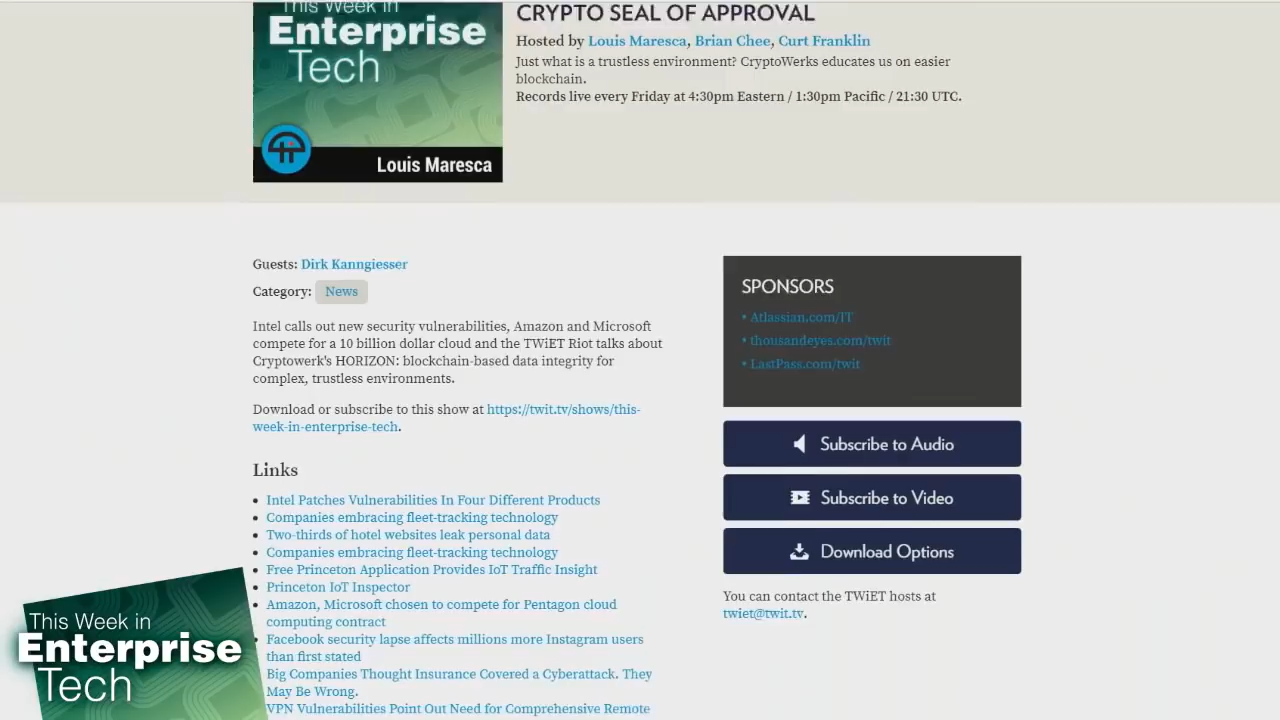 This Week in
Enterprise
Tech
Louis Maresca
CRYPTO SEAL OF APPROVAL
Hosted by Louis Maresca, Brian Chee, Curt Franklin
Just what is a trustless environment? CryptoWerks educates us on easier
blockchain.
Records live every Friday at 4:30pm Eastern / 1:30pm Pacific / 21:30 UTC.
Guests: Dirk Kanngiesser
Category: News
Intel calls out new security vulnerabilities, Amazon and Microsoft
compete for a 10 billion dollar cloud and the TWiET Riot talks about
Cryptowerk's HORIZON: blockchain-based data integrity for
complex, trustless environments.
Download or subscribe to this show at https://twit.tv/shows/this-
week-in-enterprise-tech.
Links
• Intel Patches Vulnerabilities In Four Different Products
• Companies embracing fleet-tracking technology
• Two-thirds of hotel websites leak personal data
• Companies embracing fleet-tracking technology
• Free Princeton Application Provides IoT Traffic Insight
• Princeton IoT Inspector
• Amazon, Microsoft chosen to compete for Pentagon cloud
computing contract
• Facebook security lapse affects millions more Instagram users
than first stated
Big Companies Thought Insurance Covered a Cyberattack. They
May Be Wrong.
VPN Vulnerabilities Point Out Need for Comprehensive Remote
SPONSORS
• Atlassian.com/IT
• thousandeyes.com/twit
• LastPass.com/twit
Subscribe to Audio
Subscribe to Video
Download Options
You can contact the TWiET hosts at
twiet@twit.tv.
This Week in
Enterprise
Tech